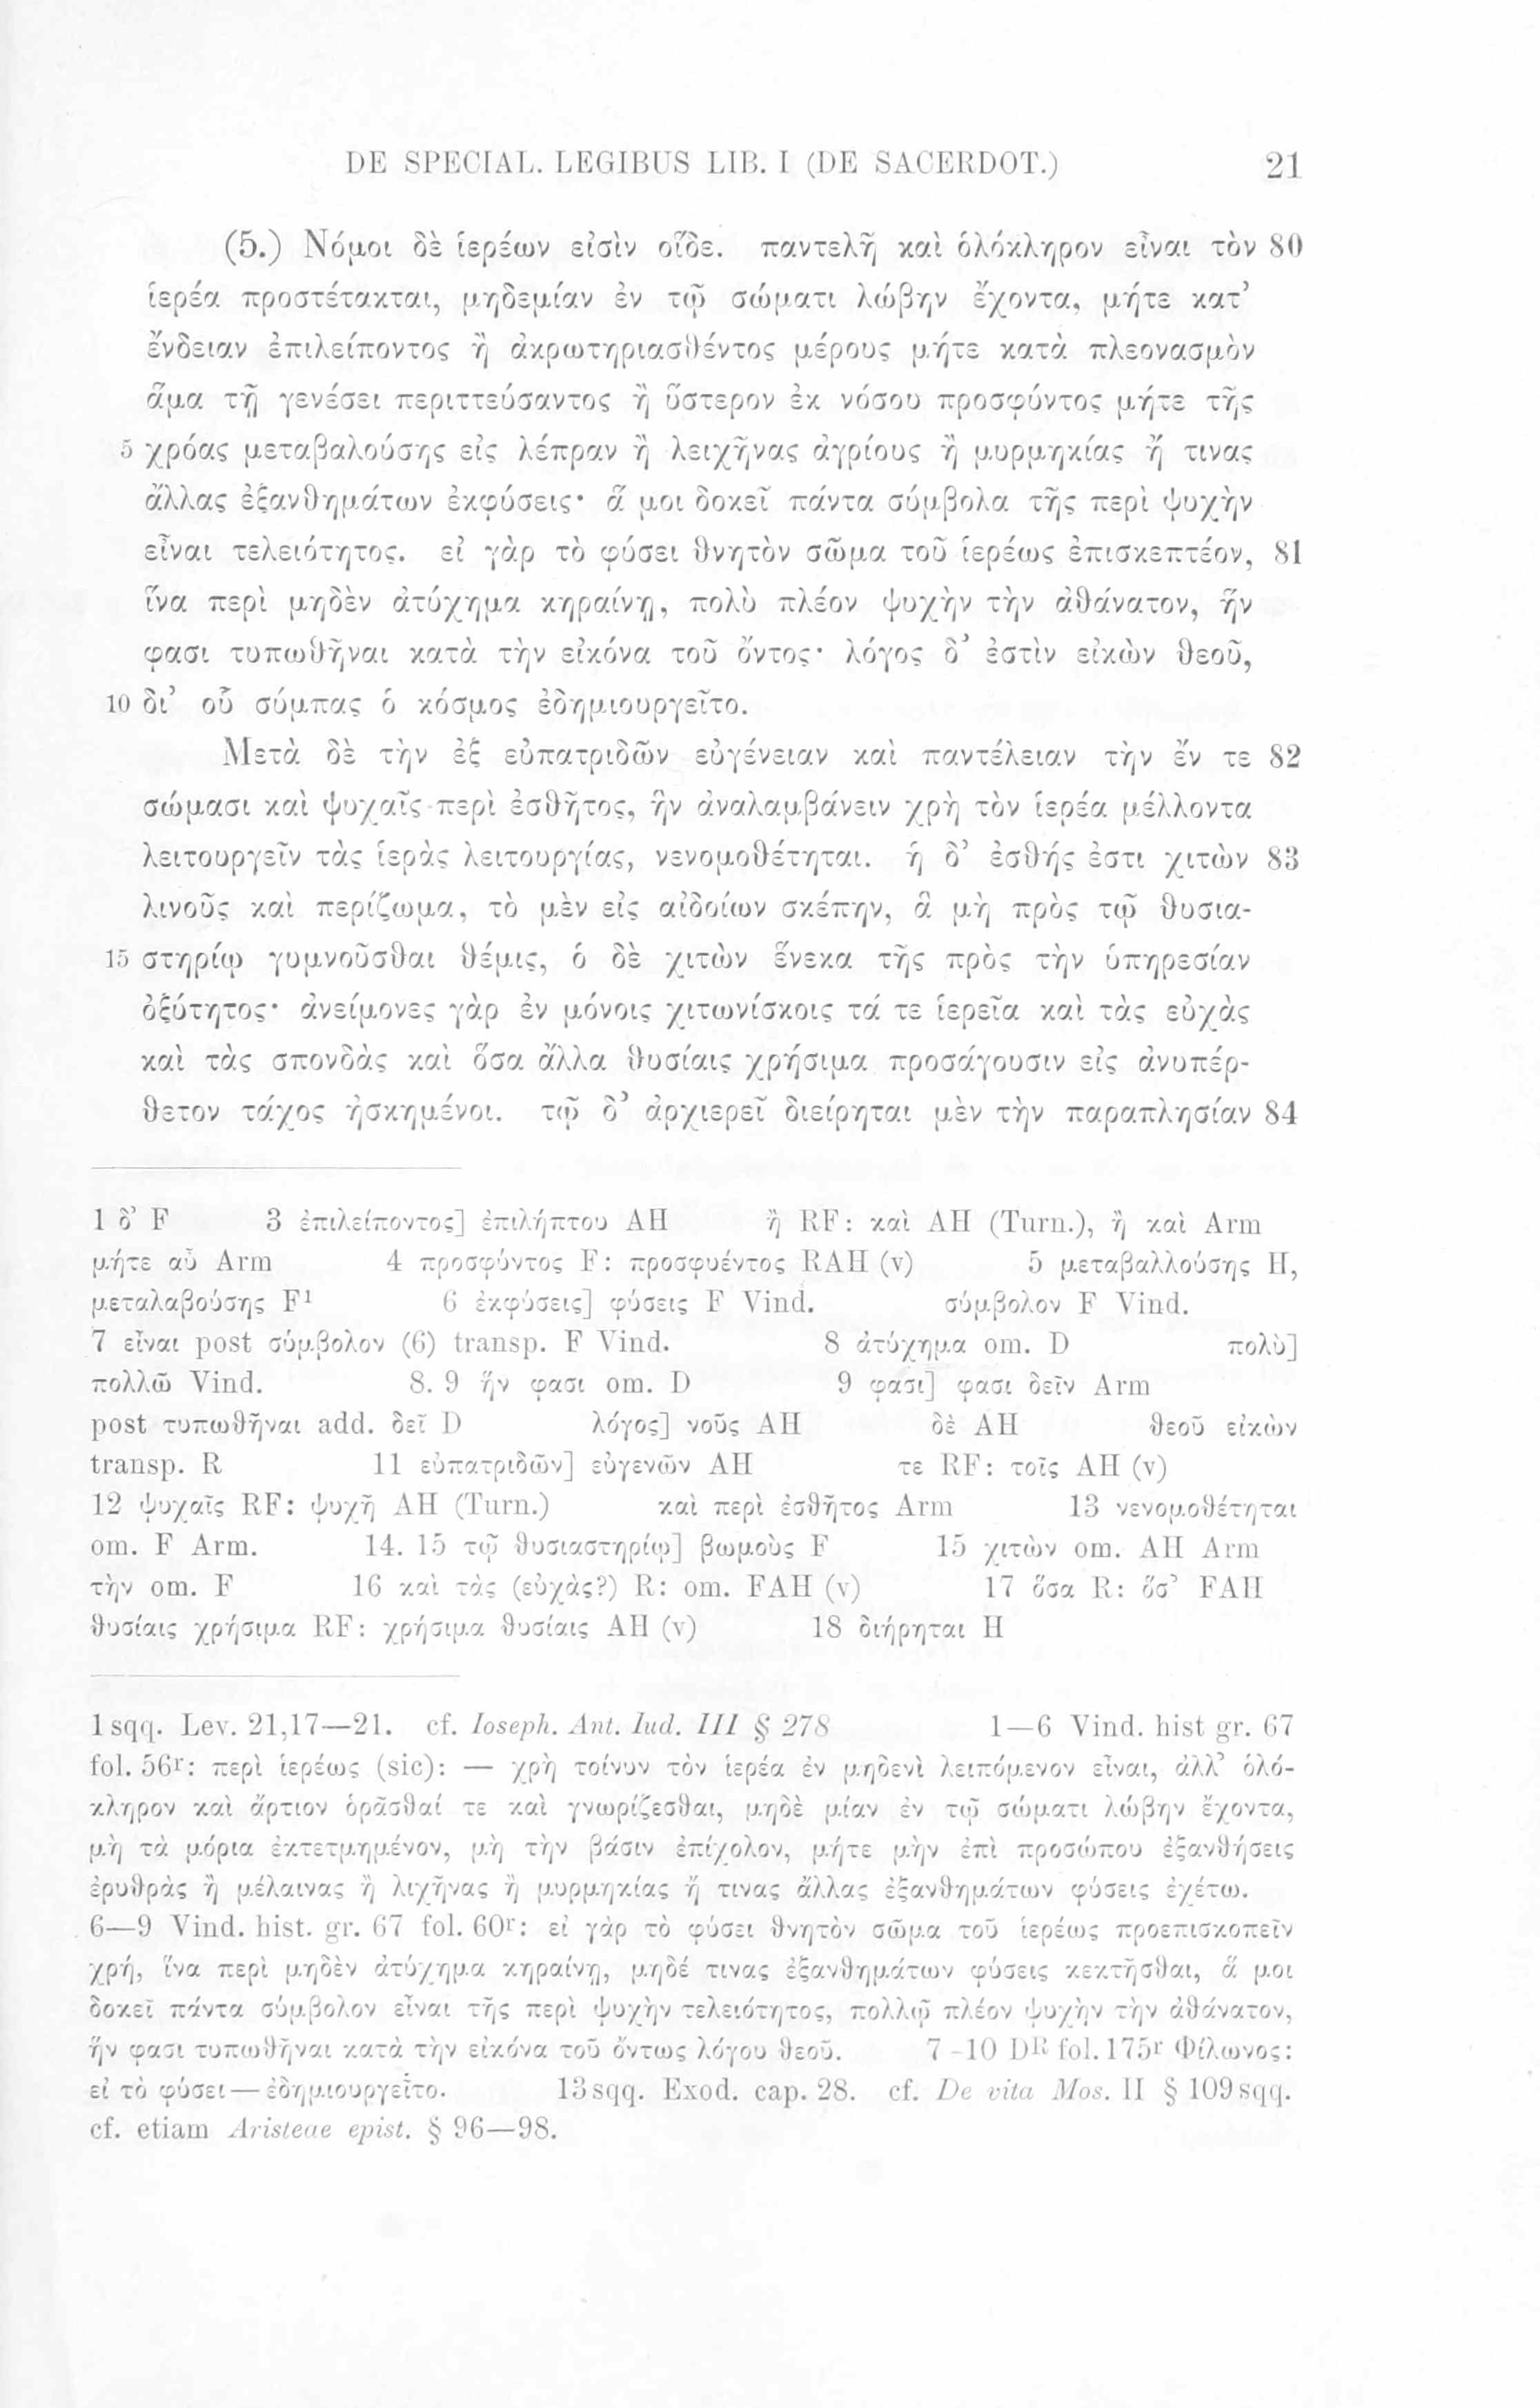 DE SPECIAL. LEGIBUS LIB. I (DE SACERDOT.) 21
(5.) Νόμοι δὲ ἱερέων εἰσὶν οἵδε. παντελῆ καὶ ὁλόκληρον εἶναι τὸν 80
ἱερέα προστέτακται, μηδεμίαν ἐν τῷ σώματι λώβην ἔχοντα, μήτε κατ’
ἔνδειαν ἐπιλείποντος ἢ ἀκρωτηριασθέντος μέρους μήτε κατὰ πλεονασμὸν
ἅμα τῇ γενέσει περιττεύσαντος ἢ ὕστερον ἐκ νόσου προσφύντος μήτε τῆς
5 χρόας μεταβαλούσης εἰς λέπραν ἢ λειχῆνας ἀγρίους ἢ μυρμηκίας ἤ τινας
ἄλλας ἐξανθημάτων ἐκφύσεις· ἅ μοι δοκεῖ πάντα σύμβολα τῆς περὶ ψυχὴν
εἶναι τελειότητος. εἰ γὰρ τὸ φύσει θνητὸν σῶμα τοῦ ἱερέως ἐπισκεπτέον, 81
ἵνα περὶ μηδὲν ἀτύχημα κηραίνῃ, πολὺ πλέον ψυχὴν τὴν ἀθάνατον, ἥν
φασι τυπωθῆναι κατὰ τὴν εἰκόνα τοῦ ὄντος· λόγος δ’ ἐστὶν εἰκὼν θεοῦ,
10 δι’ οὗ σύμπας ὁ κόσμος ἐδημιουργεῖτο.
Μετὰ δὲ τὴν ἐξ εὐπατριδῶν εὐγένειαν καὶ παντέλειαν τὴν ἔν τε 82
σώμασι καὶ ψυχαῖς περὶ ἐσθῆτος, ἣν ἀναλαμβάνειν χρὴ τὸν ἱερέα μέλλοντα
λειτουργεῖν τὰς ἱερὰς λειτουργίας, νενομοθέτηται. ἡ δ’ ἐσθής ἐστι χιτὼν 83
λινοῦς καὶ περίζωμα, τὸ μὲν εἰς αἰδοίων σκέπην, ἃ μὴ πρὸς τῷ θυσια-
15 στηρίῳ γυμνοῦσθαι θέμις, ὁ δὲ χιτὼν ἕνεκα τῆς πρὸς τὴν ὑπηρεσίαν
ὀξύτητος· ἀνείμονες γὰρ ἐν μόνοις χιτωνίσκοις τά τε ἱερεῖα καὶ τὰς εὐχὰς
καὶ τὰς σπονδὰς καὶ ὅσα ἄλλα θυσίαις χρήσιμα προσάγουσιν εἰς ἀνυπέρ-
θετον τάχος ἠσκημένοι. τῷ δ’ ἀρχιερεῖ διείρηται μὲν τὴν παραπλησίαν 84
1 δ’ F 3 ἐπιλείποντος] ἐπιλήπτου AH ἢ RF: καὶ AH (Turn.), ἢ καὶ Arm
μήτε αὖ Arm 4 προσφύντος F: προσφυέντος RAH (v) 5 μεταβαλλούσης H,
μεταλαβούσης F¹ 6 ἐκφύσεις] φύσεις F Vind. σύμβολον F Vind.
7 εἶναι post σύμβολον (6) transp. F Vind. 8 ἀτύχημα om. D πολὺ]
πολλῶ Vind. 8. 9 ἥν φασι om. D 9 φασι] φασι δεῖν Arm
post τυπωθῆναι add. δεῖ D λόγος] νοῦς AH δὲ AH θεοῦ εἰκὼν
transp. R 11 εὐπατριδῶν] εὐγενῶν AH τε RF: τοῖς AH (v)
12 ψυχαῖς RF: ψυχῆ AH (Turn.) καὶ περὶ ἐσθῆτος Arm 13 νενομοθέτηται
om. F Arm. 14. 15 τῷ θυσιαστηρίῳ] βωμοὺς F 15 χιτὼν om. AH Arm
τὴν om. F 16 καὶ τὰς (εὐχάς?) R: om. FAH (v) 17 ὅσα R: ὅσ’ FAH
θυσίαις χρήσιμα RF: χρήσιμα θυσίαις AH (v) 18 διήρηται H
1 sqq. Lev. 21,17—21. cf. Ioseph. Ant. Iud. III § 278 1—6 Vind. hist gr. 67
fol. 56ʳ: περὶ ἱερέως (sic): — χρὴ τοίνυν τὸν ἱερέα ἐν μηδενὶ λειπόμενον εἶναι, ἀλλ’ ὁλό-
κληρον καὶ ἄρτιον ὁρᾶσθαί τε καὶ γνωρίζεσθαι, μηδὲ μίαν ἐν τῷ σώματι λώβην ἔχοντα,
μὴ τὰ μόρια ἐκτετμημένον, μὴ τὴν βάσιν ἐπίχολον, μήτε μὴν ἐπὶ προσώπου ἐξανθήσεις
ἐρυθρὰς ἢ μέλαινας ἢ λιχῆνας ἢ μυρμηκίας ἤ τινας ἄλλας ἐξανθημάτων φύσεις ἐχέτω.
6—9 Vind. hist. gr. 67 fol. 60ʳ: εἰ γὰρ τὸ φύσει θνητὸν σῶμα τοῦ ἱερέως προεπισκοπεῖν
χρή, ἵνα περὶ μηδὲν ἀτύχημα κηραίνῃ, μηδέ τινας ἐξανθημάτων φύσεις κεκτῆσθαι, ἅ μοι
δοκεῖ πάντα σύμβολον εἶναι τῆς περὶ ψυχὴν τελειότητος, πολλῷ πλέον ψυχὴν τὴν ἀθάνατον,
ἥν φασι τυπωθῆναι κατὰ τὴν εἰκόνα τοῦ ὄντως λόγου θεοῦ. 7-10 Dᴿ fol. 175ʳ Φίλωνος:
εἰ τὸ φύσει — ἐδημιουργεῖτο. 13 sqq. Exod. cap. 28. cf. De vita Mos. II § 109 sqq.
cf. etiam Aristeae epist. § 96—98.